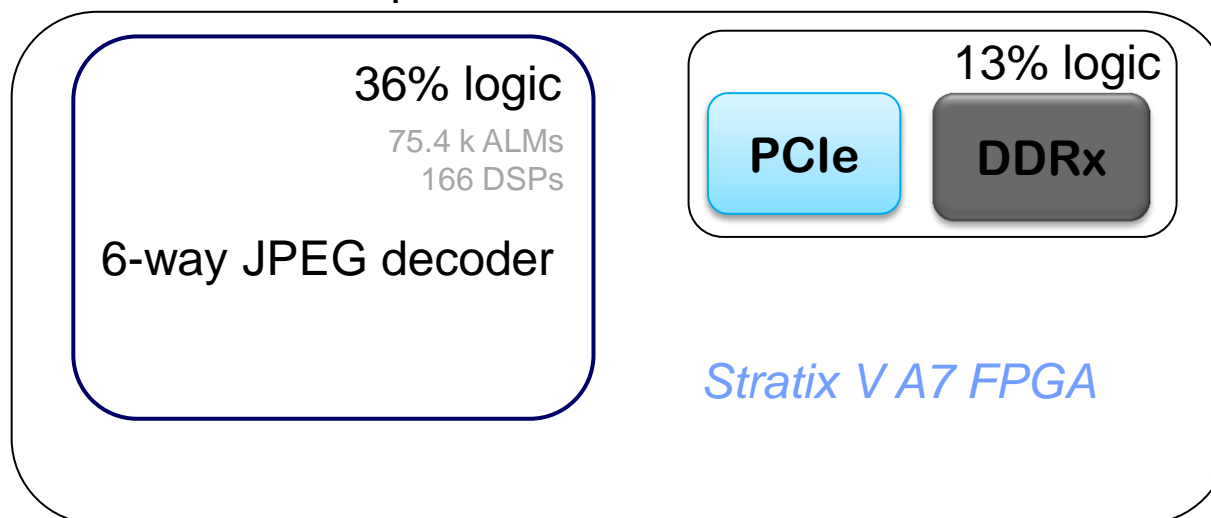 36% logic
75.4 k ALMs
166 DSPs
6-way JPEG decoder
13% logic
PCIe
DDRx
Stratix V A7 FPGA